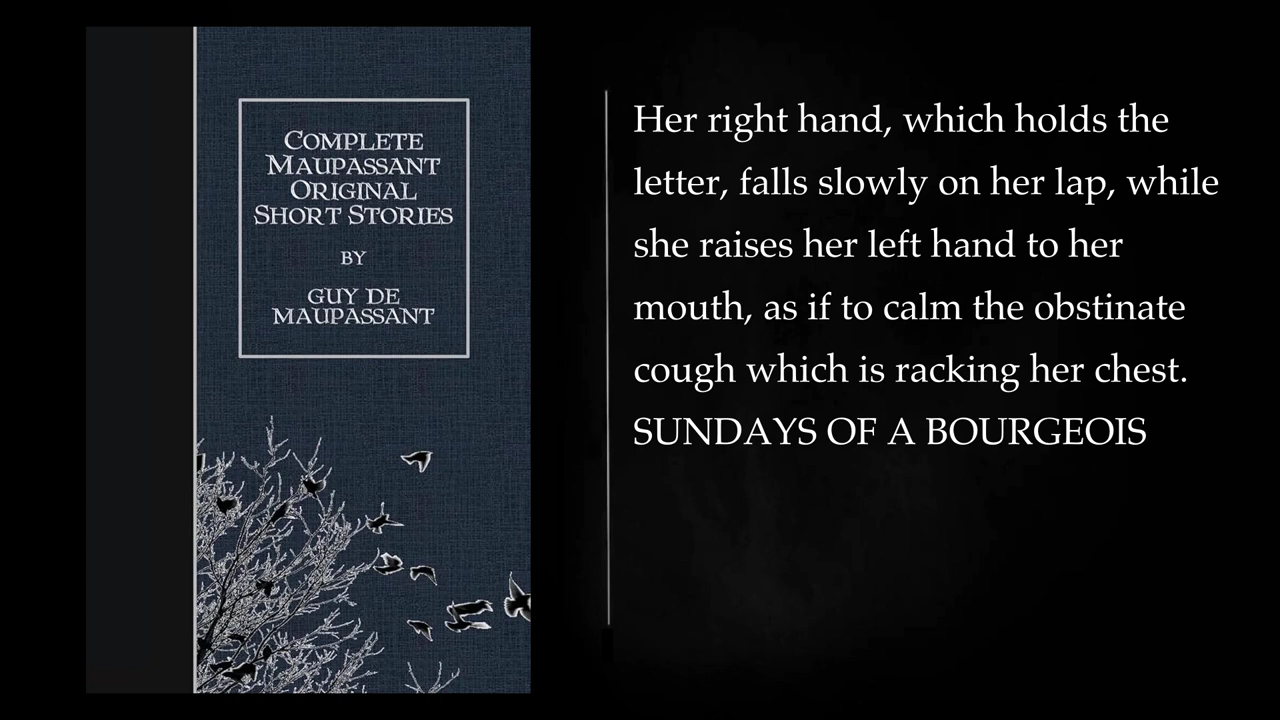 COMPLETE
MAUPASSANT
ORIGINAL
SHORT STORIES
BY
GUY DE
MAUPASSANT
Her right hand, which holds the
letter, falls slowly on her lap, while
she raises her left hand to her
mouth, as if to calm the obstinate
cough which is racking her chest.
SUNDAYS OF A BOURGEOIS